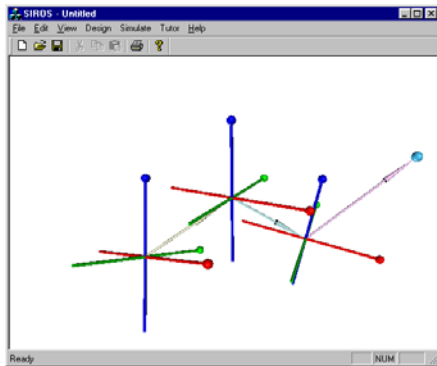 SIROS - Untitled
File Edit View Design Simulate Tutor Help
Ready NUM